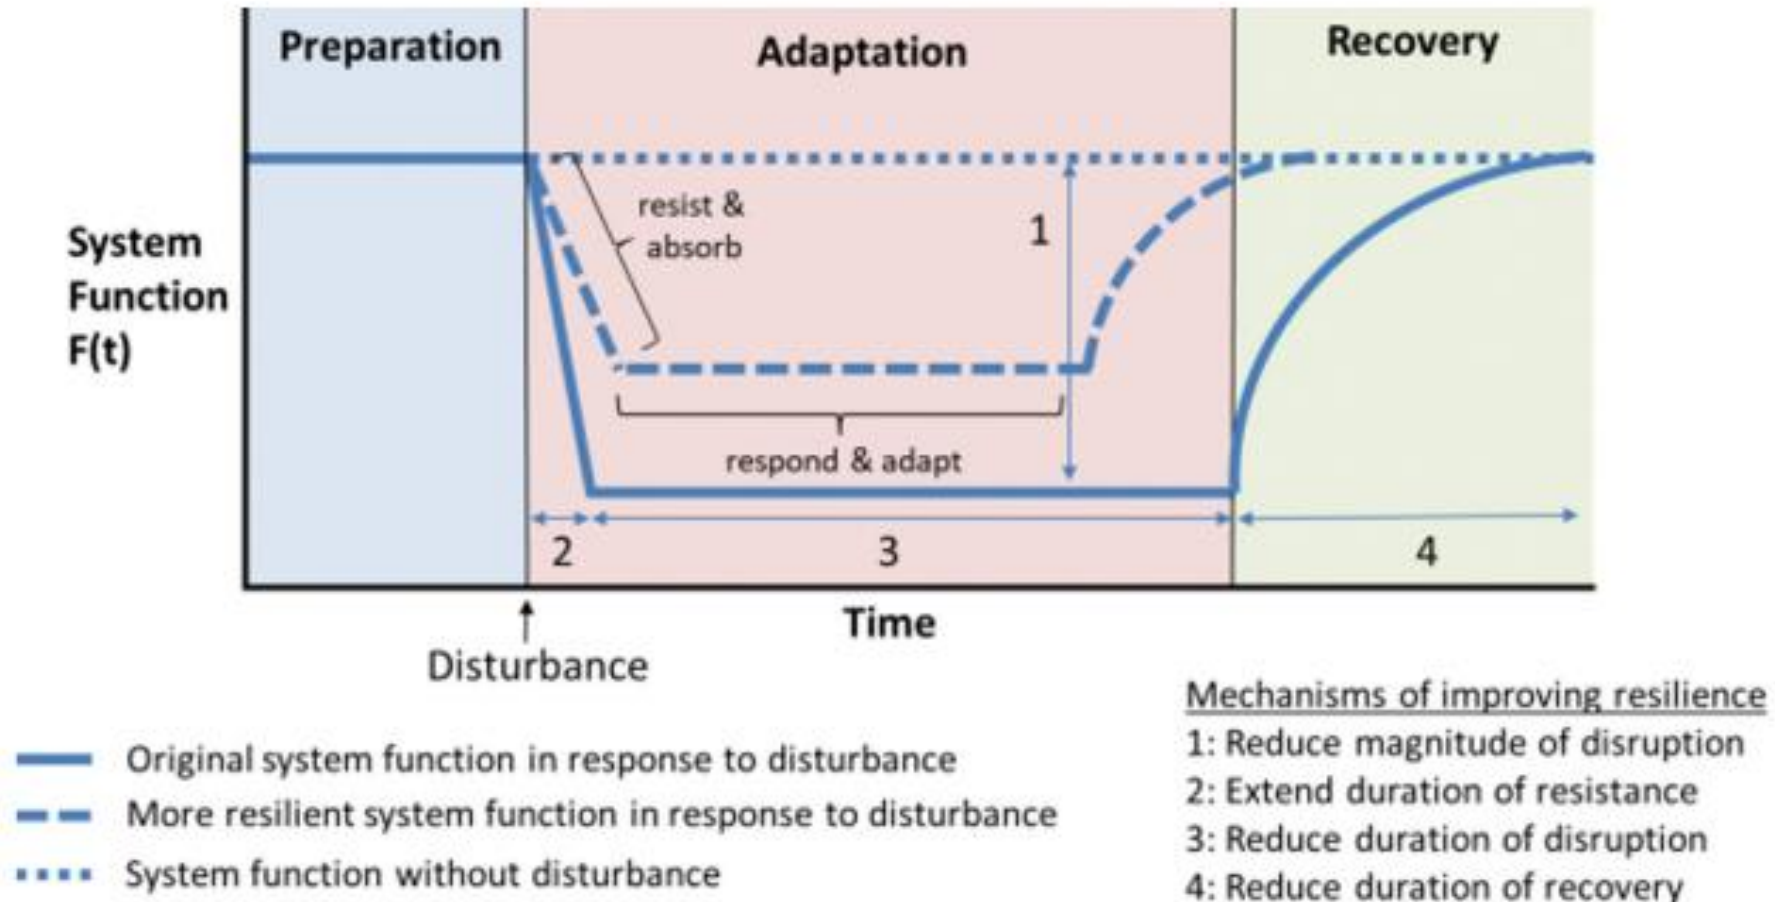 Preparation
Adaptation
Recovery
resist &
absorb
1
System
Function
F(t)
respond & adapt
2
3
4
Time
Disturbance
Original system function in response to disturbance
More resilient system function in response to disturbance
System function without disturbance
Mechanisms of improving resilience
1: Reduce magnitude of disruption
2: Extend duration of resistance
3: Reduce duration of disruption
4: Reduce duration of recovery